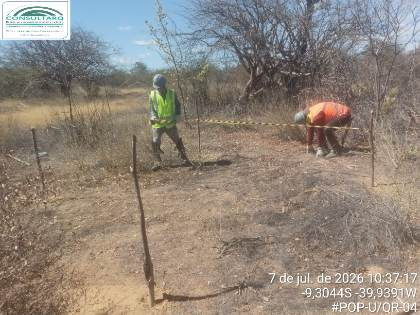 CONSULTARQ
7 de jul. de 2026 10:37:17
-9,3044S -39,9391W
#POP-U/QR-04